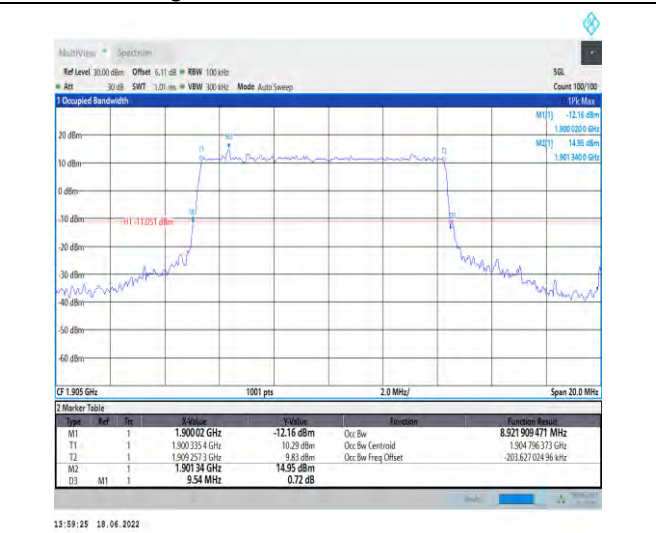 MultiView Spectrum
Ref Level 30.00 dBm Offset 6.11 dB RBW 100 kHz SGL
Att 30 dB SWT 1.01 ms VBW 300 kHz Mode Auto Sweep Count 100/100
1 Occupied Bandwidth 1Pk Max
M1[1] -12.16 dBm
1.900 020 0 GHz
20 dBm M2[1] 14.95 dBm
10 dBm 1.901 340 0 GHz
M2
T1 T2
0 dBm
-10 dBm H1 -11.051 dBm
-20 dBm
-30 dBm
-40 dBm
-50 dBm
-60 dBm
CF 1.905 GHz 1001 pts 2.0 MHz/ Span 20.0 MHz
2 Marker Table
Type Ref Trc X-Value Y-Value Function Function Result
M1 1 1.900 02 GHz -12.16 dBm Occ Bw 8.921 909 471 MHz
T1 1 1.900 335 4 GHz 10.29 dBm Occ Bw Centroid 1.904 796 373 GHz
T2 1 1.909 257 3 GHz 9.83 dBm Occ Bw Freq Offset -203.627 024 96 kHz
M2 1 1.901 34 GHz 14.95 dBm
D3 M1 1 9.54 MHz 0.72 dB
13:59:25 18.06.2022